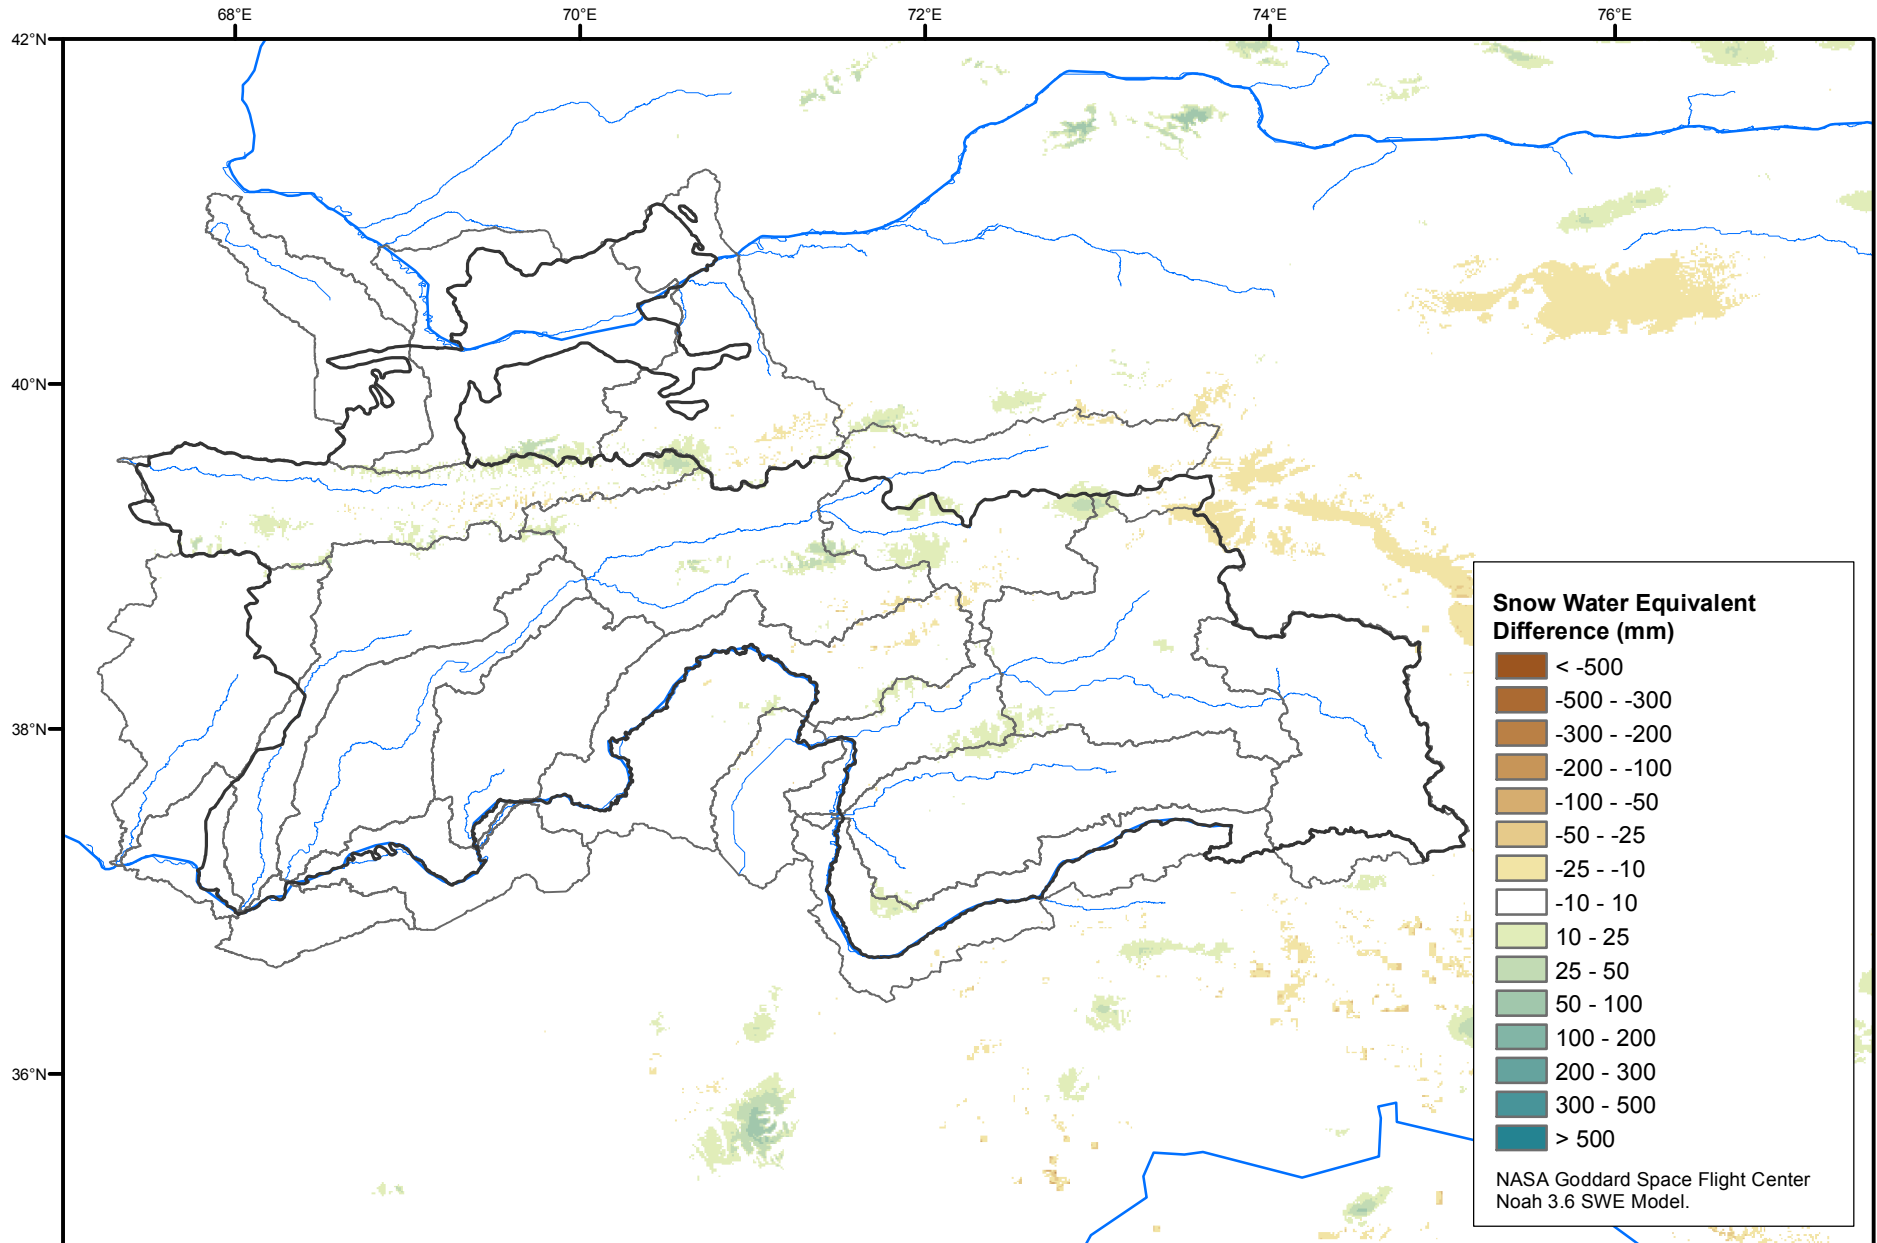 68°E
70°E
72°E
74°E
76°E
42°N
40°N
38°N
36°N
Snow Water Equivalent
Difference (mm)
< -500
-500 - -300
-300 - -200
-200 - -100
-100 - -50
-50 - -25
-25 - -10
-10 - 10
10 - 25
25 - 50
50 - 100
100 - 200
200 - 300
300 - 500
> 500
NASA Goddard Space Flight Center
Noah 3.6 SWE Model.